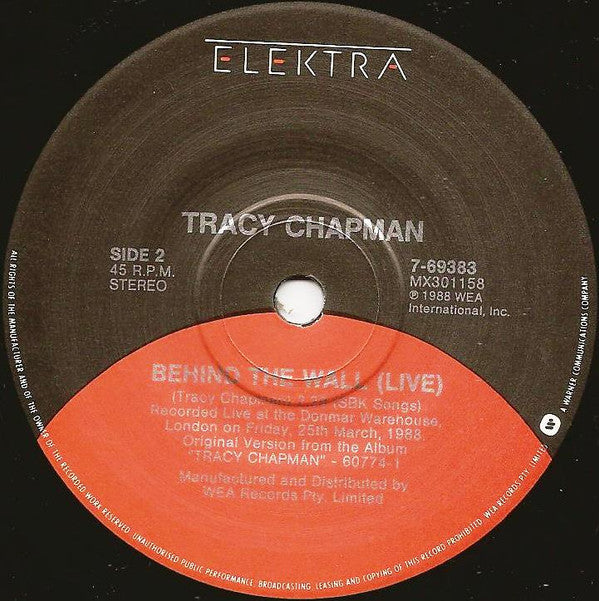 ELEKTRA
TRACY CHAPMAN
SIDE 2
45 R.P.M.
STEREO
7-69383
MX301158
℗ 1988 WEA
International, Inc.
BEHIND THE WALL (LIVE)
(Tracy Chapman) (SBK Songs)
Recorded Live at the Donmar Warehouse,
London on Friday, 25th March, 1988.
Original Version from the Album
"TRACY CHAPMAN" - 60774-1
Manufactured and Distributed by
WEA Records Pty. Limited
A WARNER COMMUNICATIONS COMPANY
ALL RIGHTS OF THE MANUFACTURER AND OF THE OWNER OF THE RECORDED WORK RESERVED. UNAUTHORISED PUBLIC PERFORMANCE, BROADCASTING, LEASING AND COPYING OF THIS RECORD PROHIBITED. WEA RECORDS PTY. LIMITED